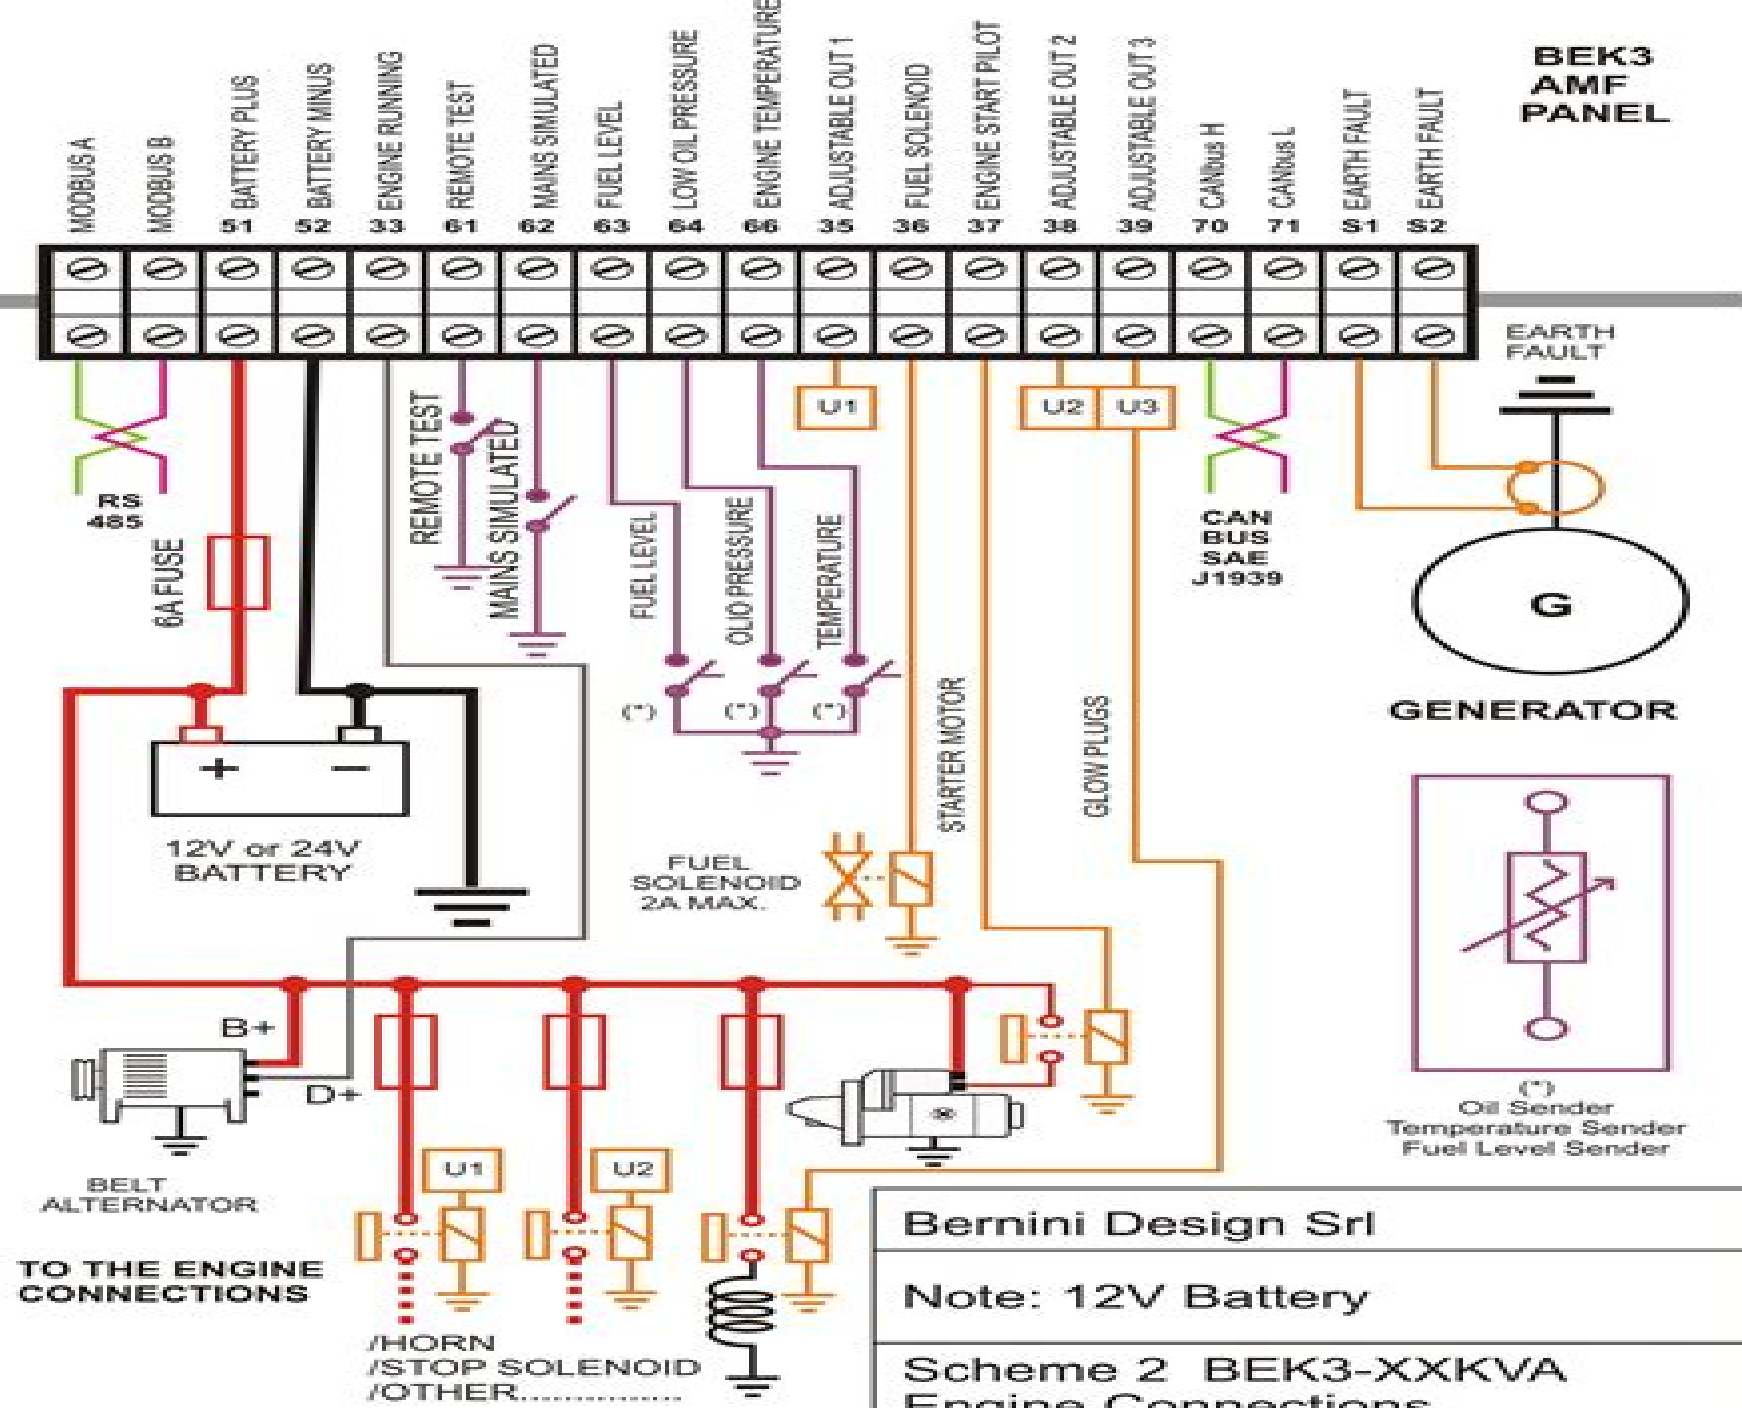 BEK3
AMF
PANEL
MODBUS A
MODBUS B
BATTERY PLUS
BATTERY MINUS
ENGINE RUNNING
REMOTE TEST
MAINS SIMULATED
FUEL LEVEL
LOW OIL PRESSURE
ENGINE TEMPERATURE
ADJUSTABLE OUT 1
FUEL SOLENOID
ENGINE START PILOT
ADJUSTABLE OUT 2
ADJUSTABLE OUT 3
CANbus H
CANbus L
EARTH FAULT
EARTH FAULT
51 52 33 61 62 63 64 66 35 36 37 38 39 70 71 S1 S2
EARTH
FAULT
U1
U2
U3
RS
485
6A FUSE
REMOTE TEST
MAINS SIMULATED
FUEL LEVEL
OLIO PRESSURE
TEMPERATURE
(*)
(*)
(*)
CAN
BUS
SAE
J1939
G
GENERATOR
+ −
12V or 24V
BATTERY
STARTER MOTOR
GLOW PLUGS
FUEL
SOLENOID
2A MAX.
B+
D+
BELT
ALTERNATOR
U1
U2
(*)
Oil Sender
Temperature Sender
Fuel Level Sender
TO THE ENGINE
CONNECTIONS
/HORN
/STOP SOLENOID
/OTHER................
Bernini Design Srl
Note: 12V Battery
Scheme 2 BEK3-XXKVA
Engine Connections